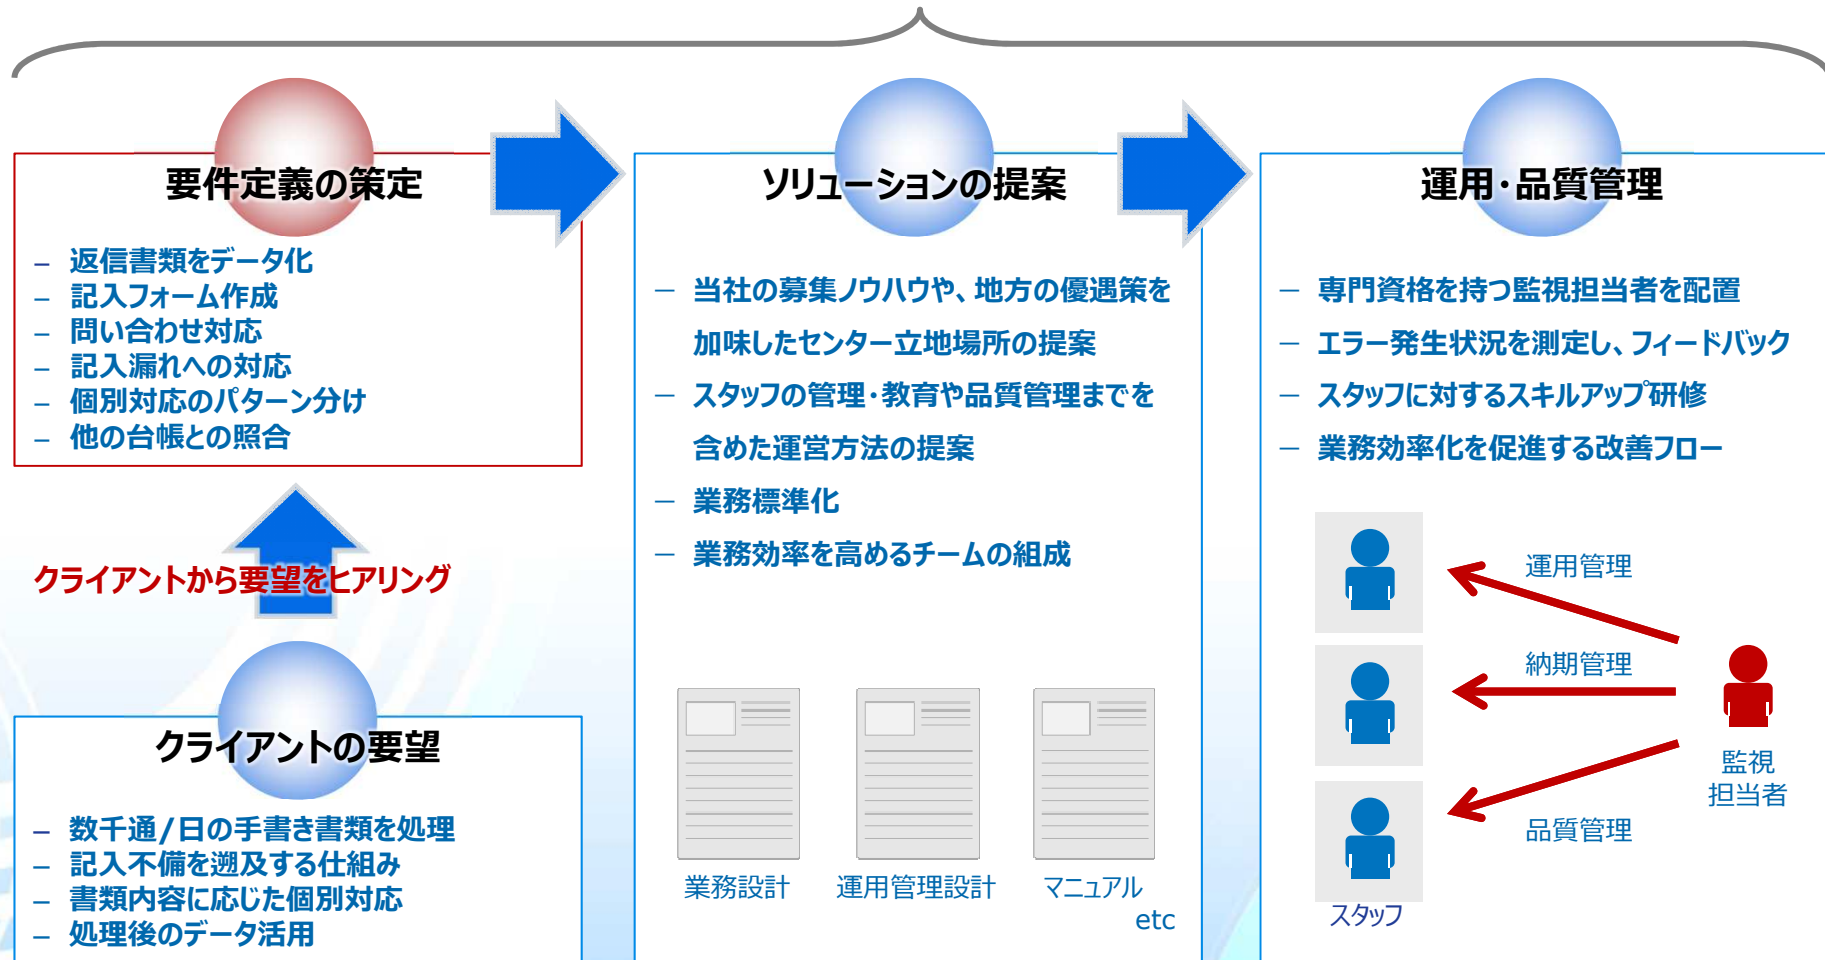 要件定義の策定
– 返信書類をデータ化
– 記入フォーム作成
– 問い合わせ対応
– 記入漏れへの対応
– 個別対応のパターン分け
– 他の台帳との照合
クライアントから要望をヒアリング
クライアントの要望
– 数千通/日の手書き書類を処理
– 記入不備を遡及する仕組み
– 書類内容に応じた個別対応
– 処理後のデータ活用
ソリューションの提案
– 当社の募集ノウハウや、地方の優遇策を
加味したセンター立地場所の提案
– スタッフの管理・教育や品質管理までを
含めた運営方法の提案
– 業務標準化
– 業務効率を高めるチームの組成
業務設計
運用管理設計
マニュアル
etc
運用・品質管理
– 専門資格を持つ監視担当者を配置
– エラー発生状況を測定し、フィードバック
– スタッフに対するスキルアップ研修
– 業務効率化を促進する改善フロー
運用管理
納期管理
品質管理
監視
担当者
スタッフ